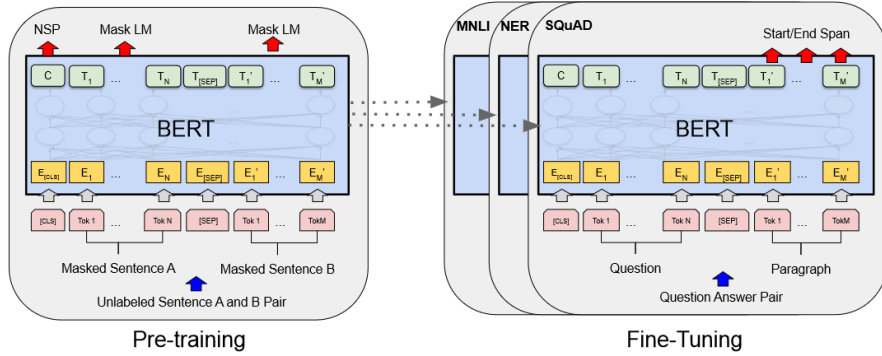 NSP Mask LM Mask LM
C T1 ... TN T[SEP] T1' ... TM'
BERT
E[CLS] E1 ... EN E[SEP] E1' ... EM'
[CLS] Tok 1 ... Tok N [SEP] Tok 1 ... TokM
Masked Sentence A Masked Sentence B
Unlabeled Sentence A and B Pair
Pre-training
MNLI NER SQuAD
Start/End Span
C T1 ... TN T[SEP] T1' ... TM'
BERT
E[CLS] E1 ... EN E[SEP] E1' ... EM'
[CLS] Tok 1 ... Tok N [SEP] Tok 1 ... TokM
Question Paragraph
Question Answer Pair
Fine-Tuning